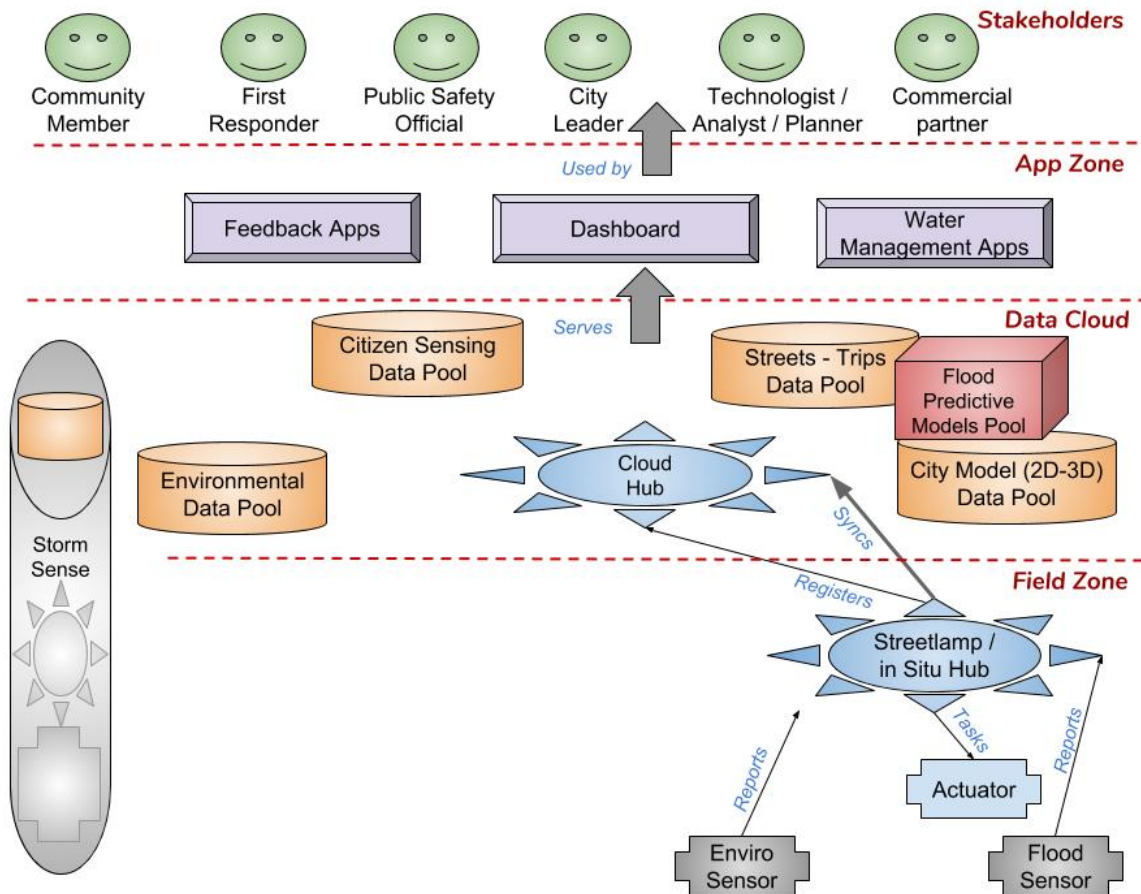 Stakeholders
Community
Member
First
Responder
Public Safety
Official
City
Leader
Technologist /
Analyst / Planner
Commercial
partner
Used by
App Zone
Feedback Apps
Dashboard
Water
Management Apps
Serves
Data Cloud
Citizen Sensing
Data Pool
Streets - Trips
Data Pool
Flood
Predictive
Models Pool
Environmental
Data Pool
Cloud
Hub
City Model (2D-3D)
Data Pool
Syncs
Storm
Sense
Field Zone
Registers
Streetlamp /
in Situ Hub
Reports
Tasks
Reports
Actuator
Enviro
Sensor
Flood
Sensor